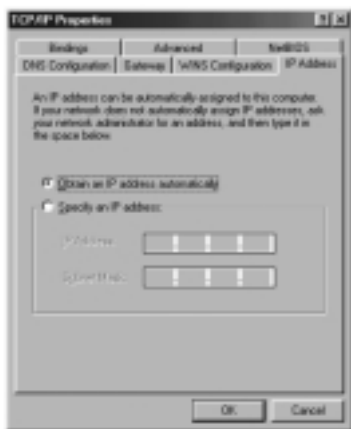 TCP/IP Properties
Bindings Advanced NetBIOS
DNS Configuration Gateway WINS Configuration IP Address
An IP address can be automatically assigned to this computer.
If your network does not automatically assign IP addresses, ask
your network administrator for an address, and then type it in
the space below.
Obtain an IP address automatically
Specify an IP address:
IP Address:
Subnet Mask:
OK Cancel